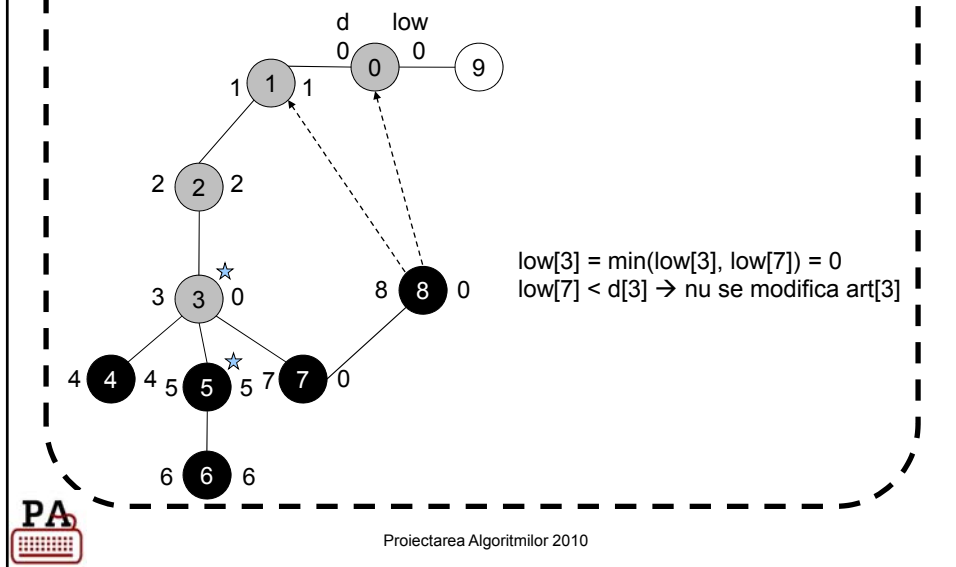 d low
0 0 0 9
1 1 1
2 2 2
low[3] = min(low[3], low[7]) = 0
8 8 0 low[7] < d[3] → nu se modifica art[3]
3 3 0
4 4 4 5 5 5 7 7 0
6 6 6
PA
Proiectarea Algoritmilor 2010